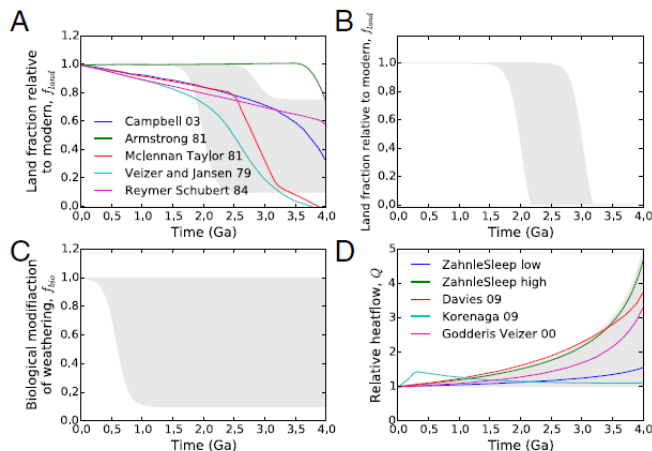 A
Land fraction relative
to modern, f_land
1.2
1.0
0.8
0.6
0.4
0.2
0.0
Campbell 03
Armstrong 81
Mclennan Taylor 81
Veizer and Jansen 79
Reymer Schubert 84
0,0 0,5 1,0 1,5 2,0 2,5 3,0 3,5 4,0
Time (Ga)
B
Land fraction relative to modern, f_land
1.2
1.0
0.8
0.6
0.4
0.2
0.0
0,0 0,5 1,0 1,5 2,0 2,5 3,0 3,5 4,0
Time (Ga)
C
Biological modifiaction
of weathering, f_bio
1.2
1.0
0.8
0.6
0.4
0.2
0.0
0,0 0,5 1,0 1,5 2,0 2,5 3,0 3,5 4,0
Time (Ga)
D
Relative heatflow, Q
5
4
3
2
1
0
ZahnleSleep low
ZahnleSleep high
Davies 09
Korenaga 09
Godderis Veizer 00
0,0 0,5 1,0 1,5 2,0 2,5 3,0 3,5 4,0
Time (Ga)